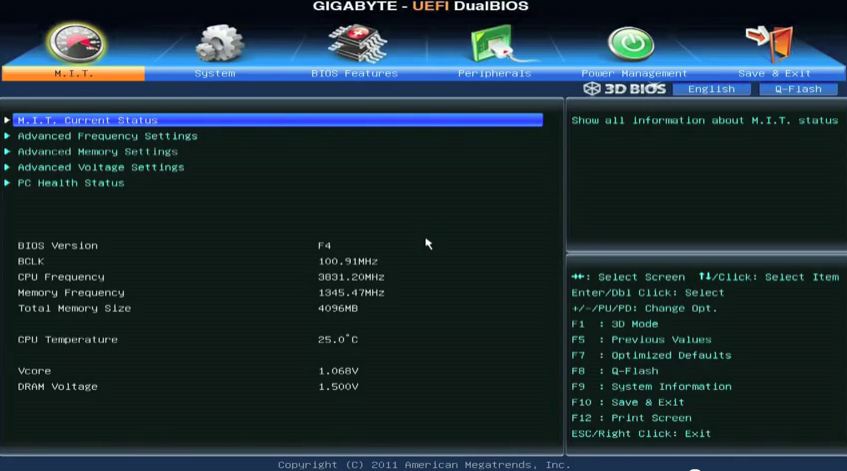 GIGABYTE - UEFI DualBIOS
M.I.T. System BIOS Features Peripherals Power Management Save & Exit
3D BIOS English Q-Flash
M.I.T. Current Status
Advanced Frequency Settings
Advanced Memory Settings
Advanced Voltage Settings
PC Health Status
BIOS Version F4
BCLK 100.91MHz
CPU Frequency 3831.20MHz
Memory Frequency 1345.47MHz
Total Memory Size 4096MB
CPU Temperature 25.0°C
Vcore 1.068V
DRAM Voltage 1.500V
Show all information about M.I.T. status
→←: Select Screen ↑↓/Click: Select Item
Enter/Dbl Click: Select
+/-/PU/PD: Change Opt.
F1 : 3D Mode
F5 : Previous Values
F7 : Optimized Defaults
F8 : Q-Flash
F9 : System Information
F10 : Save & Exit
F12 : Print Screen
ESC/Right Click: Exit
Copyright (C) 2011 American Megatrends, Inc.